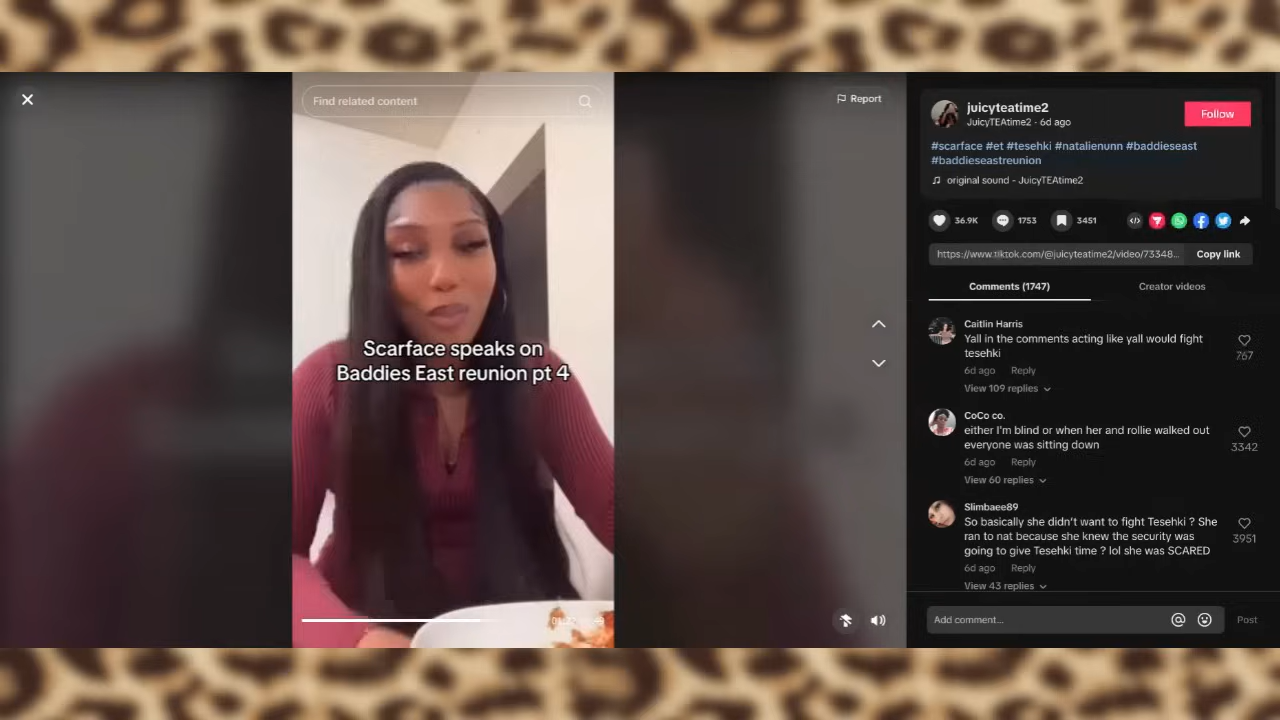 Find related content
Report
Scarface speaks on
Baddies East reunion pt 4
juicyteatime2
JuicyTEAtime2 · 6d ago
Follow
#scarface #et #tesehki #natalienunn #baddieseast
#baddieseastreunion
original sound - JuicyTEAtime2
36.9K
1753
3451
https://www.tiktok.com/@juicyteatime2/video/73348...
Copy link
Comments (1747)
Creator videos
Caitlin Harris
Yall in the comments acting like yall would fight
tesehki
767
6d ago
Reply
View 109 replies
CoCo co.
either I'm blind or when her and rollie walked out
everyone was sitting down
3342
6d ago
Reply
View 60 replies
Slimbaee89
So basically she didn't want to fight Tesehki ? She
ran to nat because she knew the security was
going to give Tesehki time ? lol she was SCARED
3951
6d ago
Reply
View 43 replies
Add comment...
Post